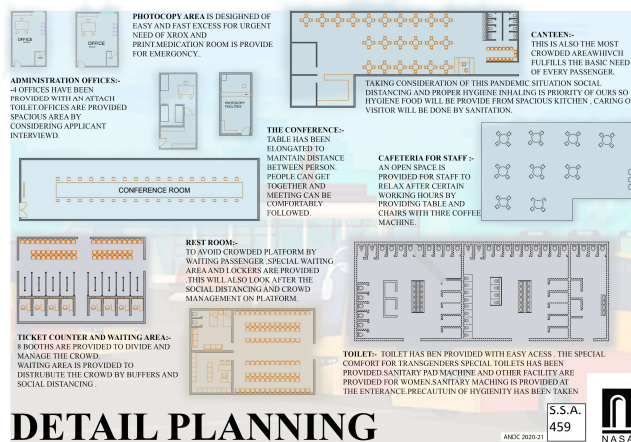 PHOTOCOPY AREA IS DESIGHNED OF
EASY AND FAST EXCESS FOR URGENT
NEED OF XROX AND
PRINT.MEDICATION ROOM IS PROVIDE
FOR EMERGONCY..
OFFICE
OFFICE
ADMINISTRATION OFFICES:-
-4 OFFICES HAVE BEEN
PROVIDED WITH AN ATTACH
TOILET.OFFICES ARE PROVIDED
SPACIOUS AREA BY
CONSIDERING APPLICANT
INTERVIEWD.
PHOTOCOPY
FACILITIES
CANTEEN:-
THIS IS ALSO THE MOST
CROWDED AREAWHIVCH
FULFILLS THE BASIC NEED
OF EVERY PASSENGER.
TAKING CONSIDERATION OF THIS PANDEMIC SITUATION SOCIAL
DISTANCING AND PROPER HYGIENE INHALING IS PRIORITY OF OURS SO
HYGIENE FOOD WILL BE PROVIDE FROM SPACIOUS KITCHEN , CARING O
VISITOR WILL BE DONE BY SANITATION.
THE CONFERENCE:-
TABLE HAS BEEN
ELONGATED TO
MAINTAIN DISTANCE
BETWEEN PERSON.
PEOPLE CAN GET
TOGETHER AND
MEETING CAN BE
COMFORTABLY
FOLLOWED.
CONFERENCE ROOM
CAFETERIA FOR STAFF :-
AN OPEN SPACE IS
PROVIDED FOR STAFF TO
RELAX AFTER CERTAIN
WORKING HOURS BY
PROVIDING TABLE AND
CHAIRS WITH THRE COFFEE
MACHINE.
REST ROOM:-
TO AVOID CROWDED PLATFORM BY
WAITING PASSENGER ,SPECIAL WAITING
AREA AND LOCKERS ARE PROVIDED
.THIS WILL ALSO LOOK AFTER THE
SOCIAL DISTANCING AND CROWD
MANAGEMENT ON PLATFORM.
TICKET COUNTER AND WAITING AREA:-
8 BOOTHS ARE PROVIDED TO DIVIDE AND
MANAGE THE CROWD.
WAITING AREA IS PROVIDED TO
DISTRUBUTE THE CROWD BY BUFFERS AND
SOCIAL DISTANCING .
TOILET:- TOILET HAS BEN PROVIDED WITH EASY ACESS . THE SPECIAL
COMFORT FOR TRANSGENDERS SPECIAL TOILETS HAS BEEN
PROVIDED.SANITARY PAD MACHINE AND OTHER FACILITY ARE
PROVIDED FOR WOMEN.SANITARY MACHING IS PROVIDED AT
THE ENTERANCE.PRECAUTUIN OF HYGENITY HAS BEEN TAKEN
DETAIL PLANNING
ANDC 2020-21
S.S.A.
459
NASA